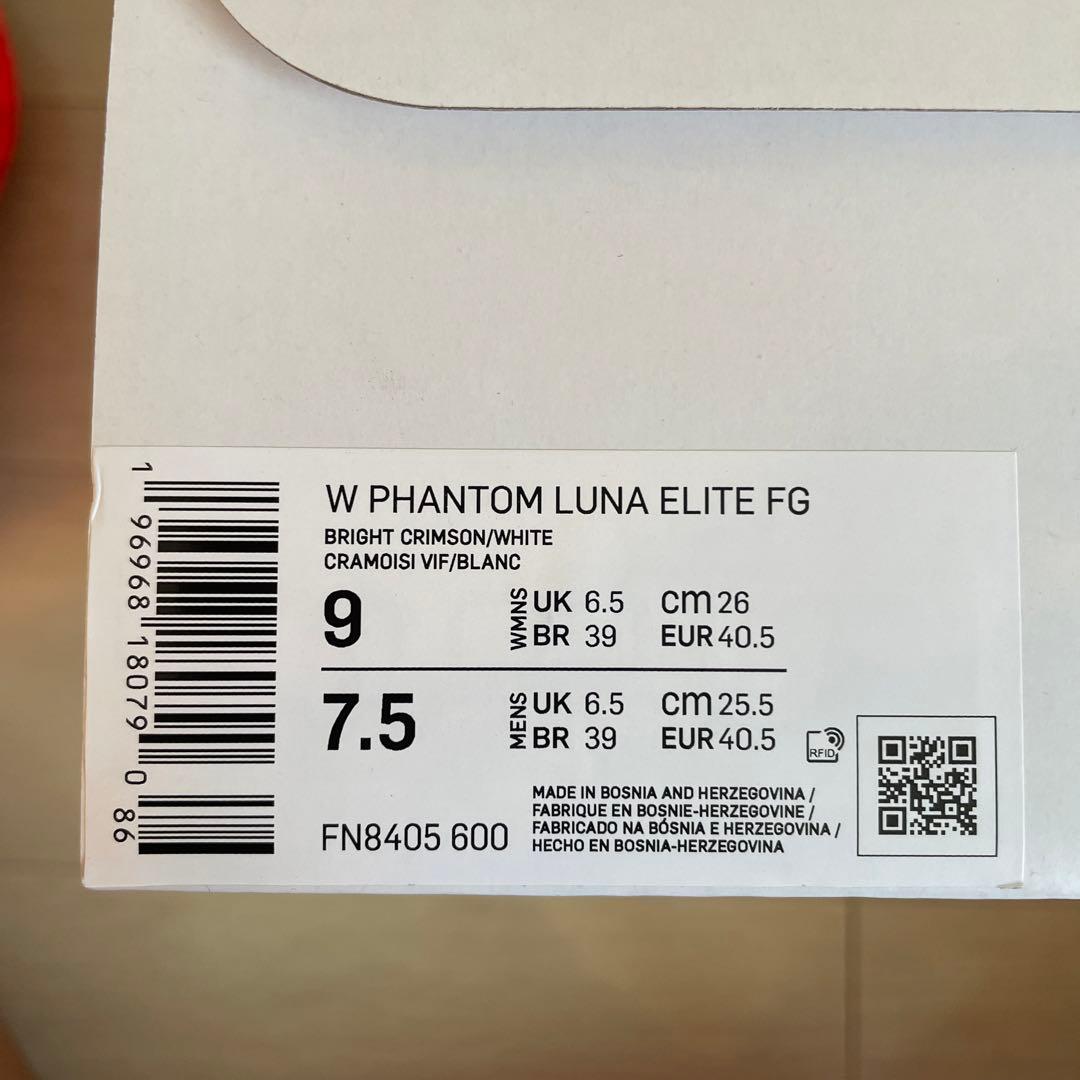 W PHANTOM LUNA ELITE FG
BRIGHT CRIMSON/WHITE
CRAMOISI VIF/BLANC
9
WMNS
UK 6.5 CM 26
BR 39 EUR 40.5
7.5
MENS
UK 6.5 CM 25.5
BR 39 EUR 40.5
RFID
FN8405 600
MADE IN BOSNIA AND HERZEGOVINA /
FABRIQUE EN BOSNIE-HERZEGOVINE /
FABRICADO NA BÓSNIA E HERZEGOVINA /
HECHO EN BOSNIA-HERZEGOVINA
1 96968 18079 0 86